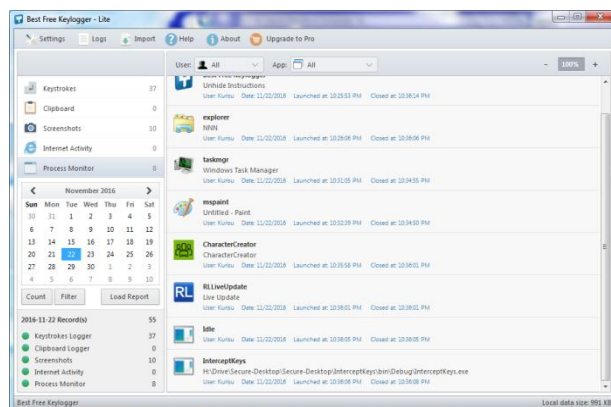 Best Free Keylogger - Lite
Settings Logs Import Help About Upgrade to Pro
User: All App: All - 100% +
Keystrokes 37
Clipboard 0
Screenshots 10
Internet Activity 0
Process Monitor 8
November 2016
Sun Mon Tue Wed Thu Fri Sat
30 31 1 2 3 4 5
6 7 8 9 10 11 12
13 14 15 16 17 18 19
20 21 22 23 24 25 26
27 28 29 30 1 2 3
4 5 6 7 8 9 10
Count Filter Load Report
2016-11-22 Record(s) 55
Keystrokes Logger 37
Clipboard Logger 0
Screenshots 10
Internet Activity 0
Process Monitor 8
Best Free Keylogger
Unhide Instructions
User: Kurisu Date: 11/22/2016 Launched at: 10:25:53 PM Closed at: 10:36:14 PM
explorer
NNN
User: Kurisu Date: 11/22/2016 Launched at: 10:26:06 PM Closed at: 10:36:06 PM
taskmgr
Windows Task Manager
User: Kurisu Date: 11/22/2016 Launched at: 10:31:05 PM Closed at: 10:34:55 PM
mspaint
Untitled - Paint
User: Kurisu Date: 11/22/2016 Launched at: 10:32:39 PM Closed at: 10:34:50 PM
CharacterCreator
CharacterCreator
User: Kurisu Date: 11/22/2016 Launched at: 10:35:58 PM Closed at: 10:36:01 PM
RLLiveUpdate
Live Update
User: Kurisu Date: 11/22/2016 Launched at: 10:36:01 PM Closed at: 10:36:01 PM
Idle
User: Kurisu Date: 11/22/2016 Launched at: 10:36:05 PM Closed at: 10:36:05 PM
InterceptKeys
H:\Drive\Secure-Desktop\Secure-Desktop\InterceptKeys\bin\Debug\InterceptKeys.exe
User: Kurisu Date: 11/22/2016 Launched at: 10:36:06 PM Closed at: 10:36:08 PM
Best Free Keylogger Local data size: 991 KB